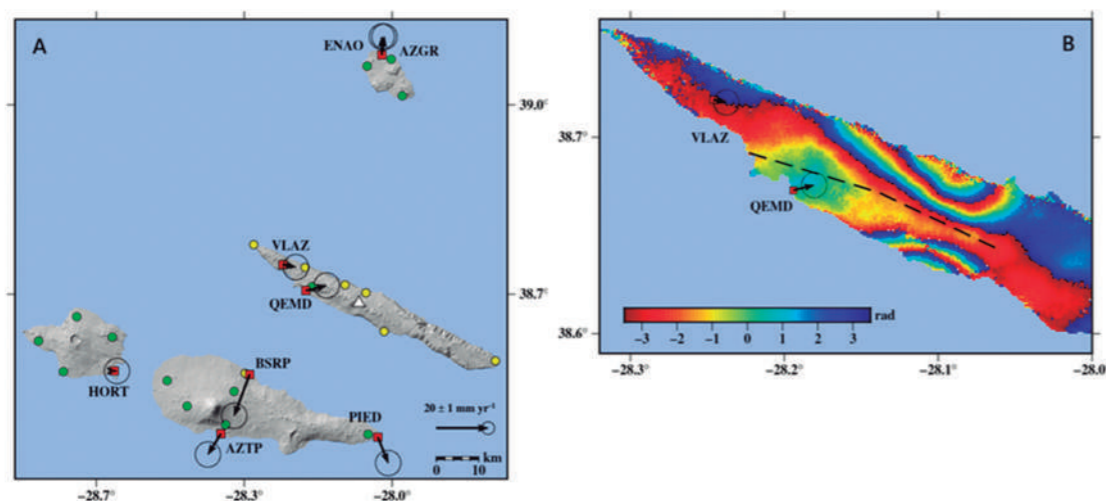 A
ENAO AZGR
39.0°
VLAZ
QEMD
38.7°
HORT
BSRP
AZTP
PIED
20 ± 1 mm yr⁻¹
0 10
km
−28.7° −28.3° −28.0°
B
VLAZ
QEMD
38.7°
38.6°
rad
−3 −2 −1 0 1 2 3
−28.3° −28.2° −28.1° −28.0